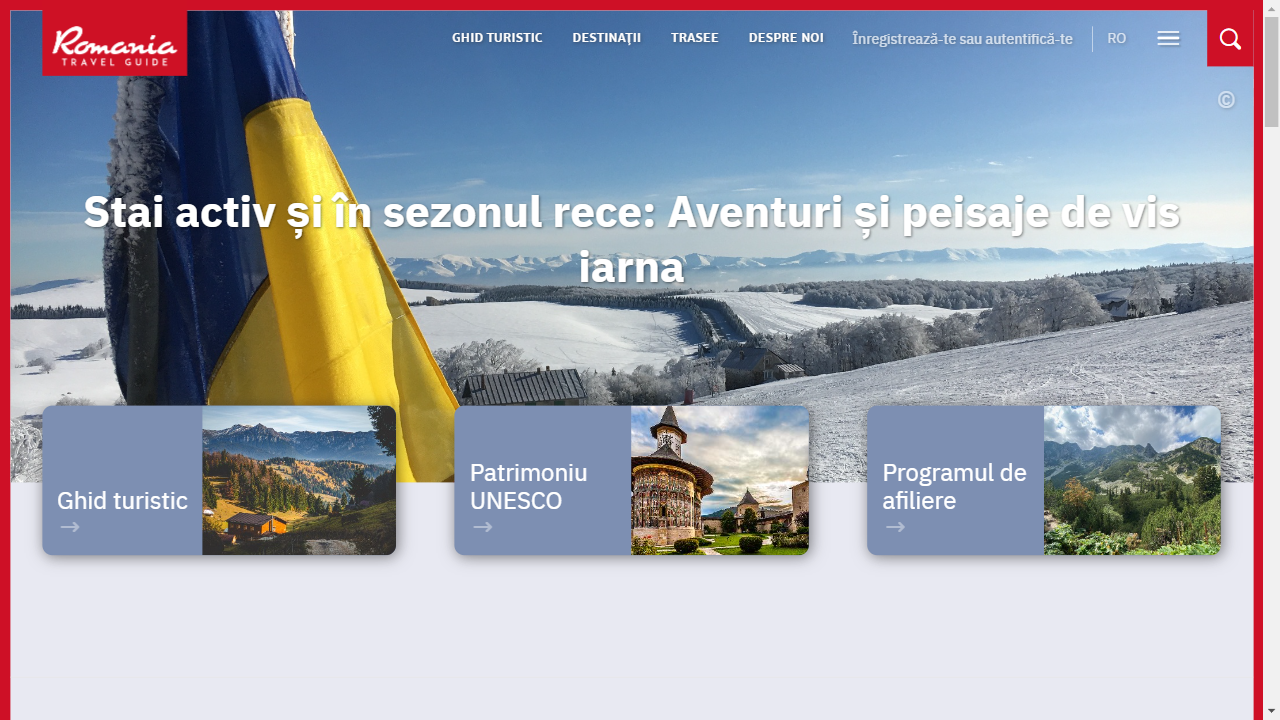 Romania
TRAVEL GUIDE
GHID TURISTIC
DESTINAȚII
TRASEE
DESPRE NOI
Înregistrează-te sau autentifică-te
RO
©
Stai activ și în sezonul rece: Aventuri și peisaje de vis
iarna
Ghid turistic
→
Patrimoniu
UNESCO
→
Programul de
afiliere
→